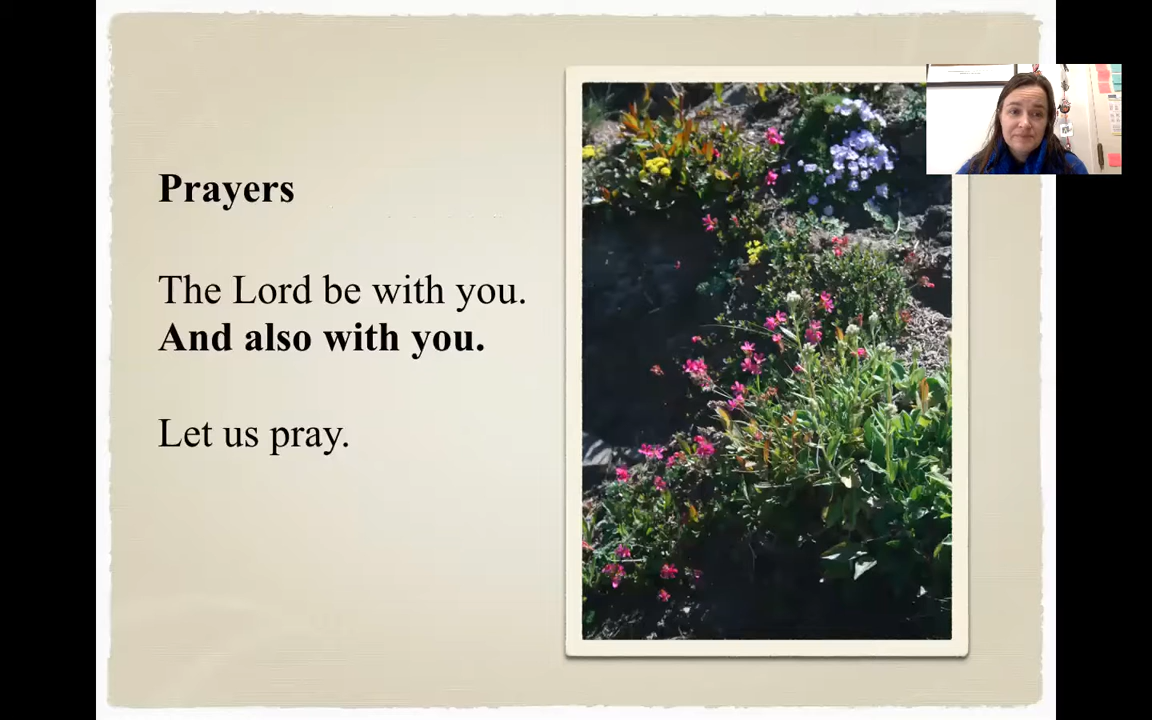 Prayers
The Lord be with you.
And also with you.
Let us pray.